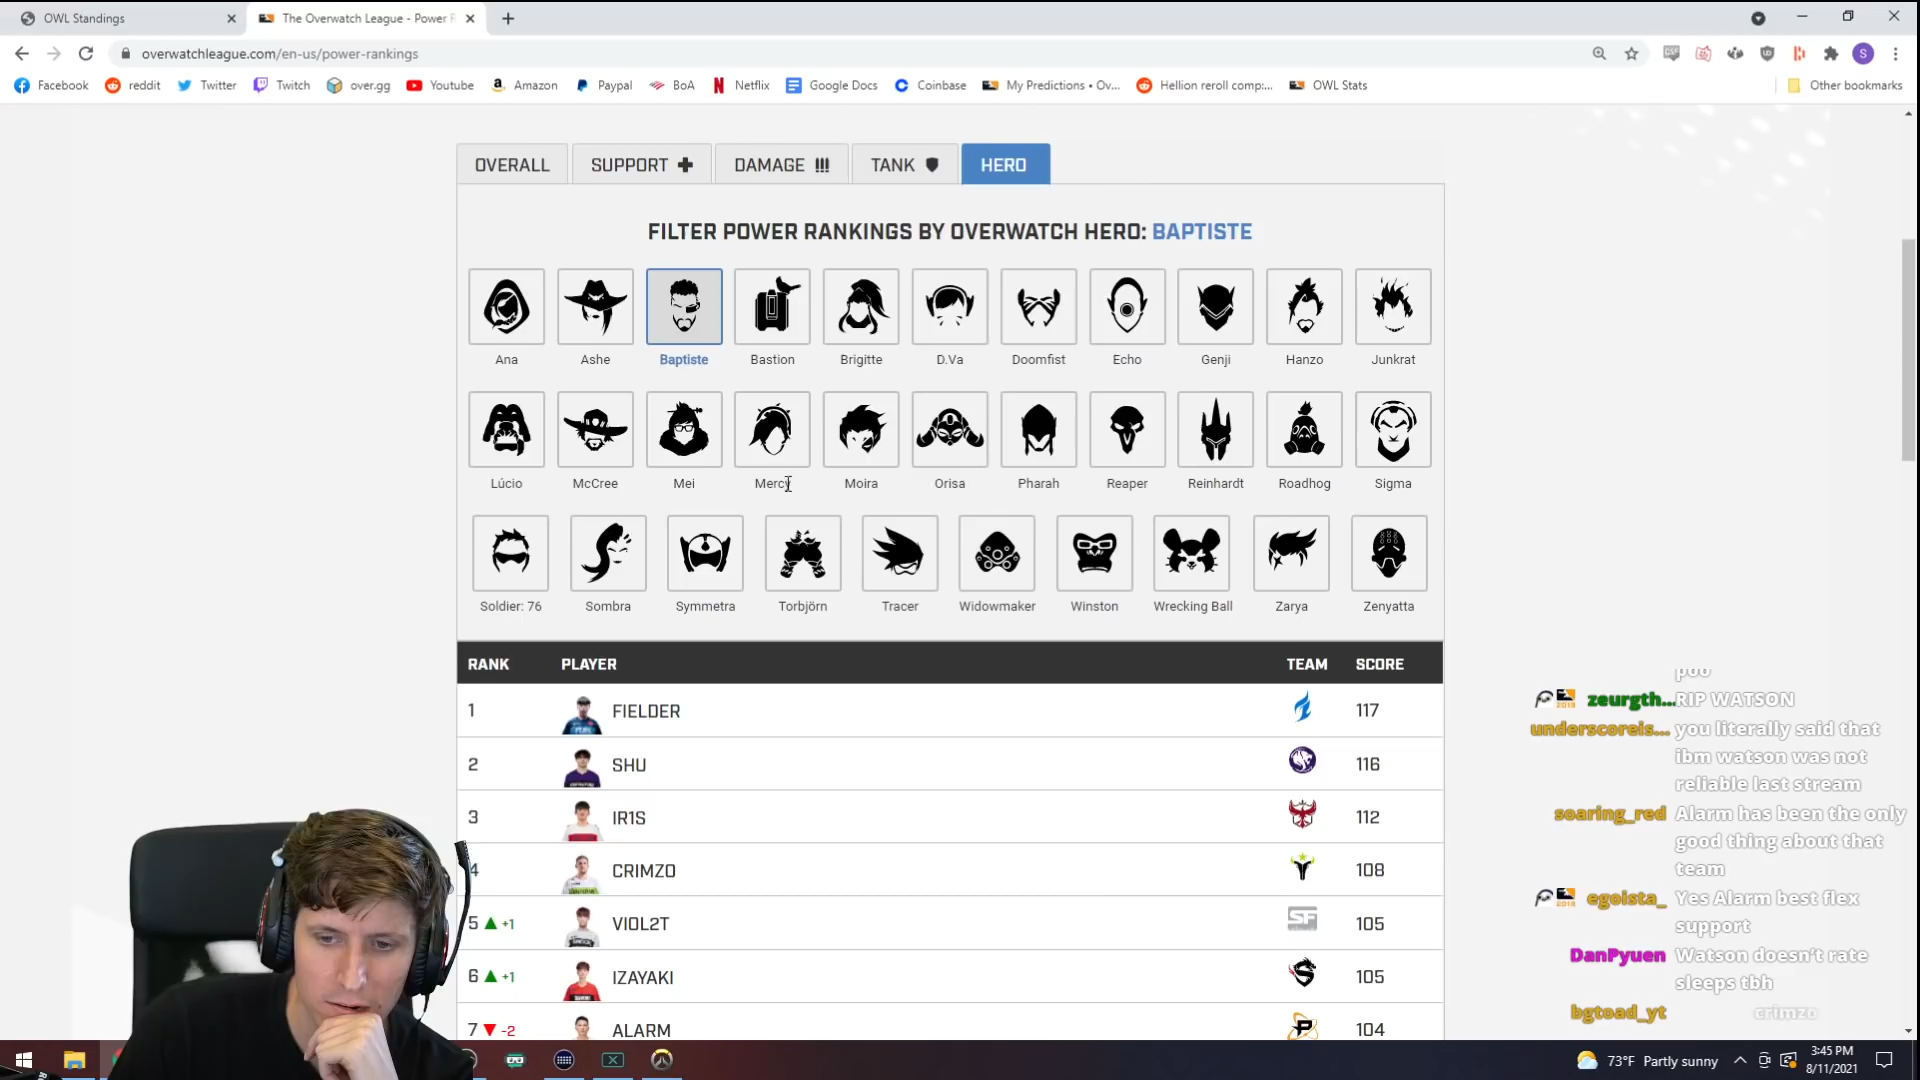 OWL Standings
The Overwatch League - Power R
overwatchleague.com/en-us/power-rankings
S
Facebook reddit Twitter Twitch over.gg Youtube Amazon Paypal BoA Netflix Google Docs Coinbase My Predictions • Ov... Hellion reroll comp:... OWL Stats Other bookmarks
OVERALL SUPPORT DAMAGE TANK HERO
FILTER POWER RANKINGS BY OVERWATCH HERO: BAPTISTE
Ana Ashe Baptiste Bastion Brigitte D.Va Doomfist Echo Genji Hanzo Junkrat
Lúcio McCree Mei Mercy Moira Orisa Pharah Reaper Reinhardt Roadhog Sigma
Soldier: 76 Sombra Symmetra Torbjörn Tracer Widowmaker Winston Wrecking Ball Zarya Zenyatta
RANK PLAYER TEAM SCORE
1 FIELDER 117
2 SHU 116
3 IR1S 112
4 CRIMZO 108
5 ▲ +1 VIOL2T SF 105
6 ▲ +1 IZAYAKI 105
7 ▼ -2 ALARM 104
poo
zeurgth... RIP WATSON
underscoreis... you literally said that
ibm watson was not
reliable last stream
soaring_red Alarm has been the only
good thing about that
team
egoista_ Yes Alarm best flex
support
DanPyuen Watson doesn't rate
sleeps tbh
bgtoad_yt crimzo
73°F Partly sunny
3:45 PM
8/11/2021